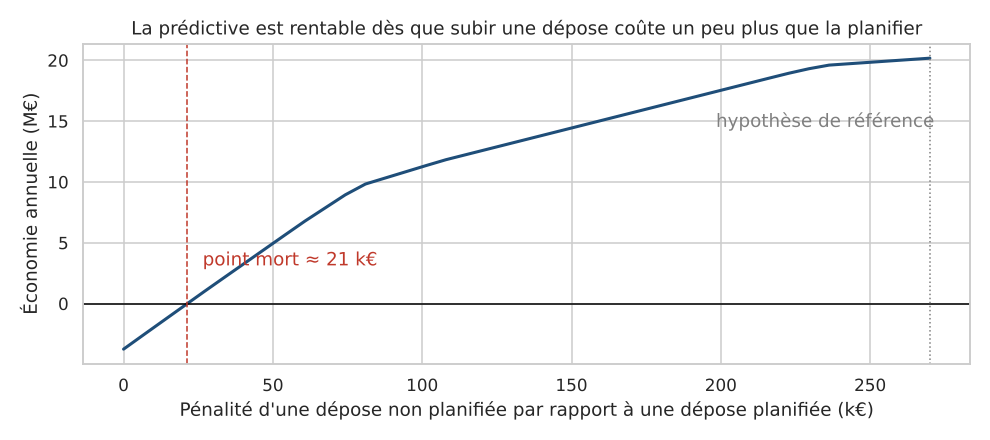 La prédictive est rentable dès que subir une dépose coûte un peu plus que la planifier
20
15
10
5
0
Économie annuelle (M€)
hypothèse de référence
point mort ≈ 21 k€
0 50 100 150 200 250
Pénalité d'une dépose non planifiée par rapport à une dépose planifiée (k€)